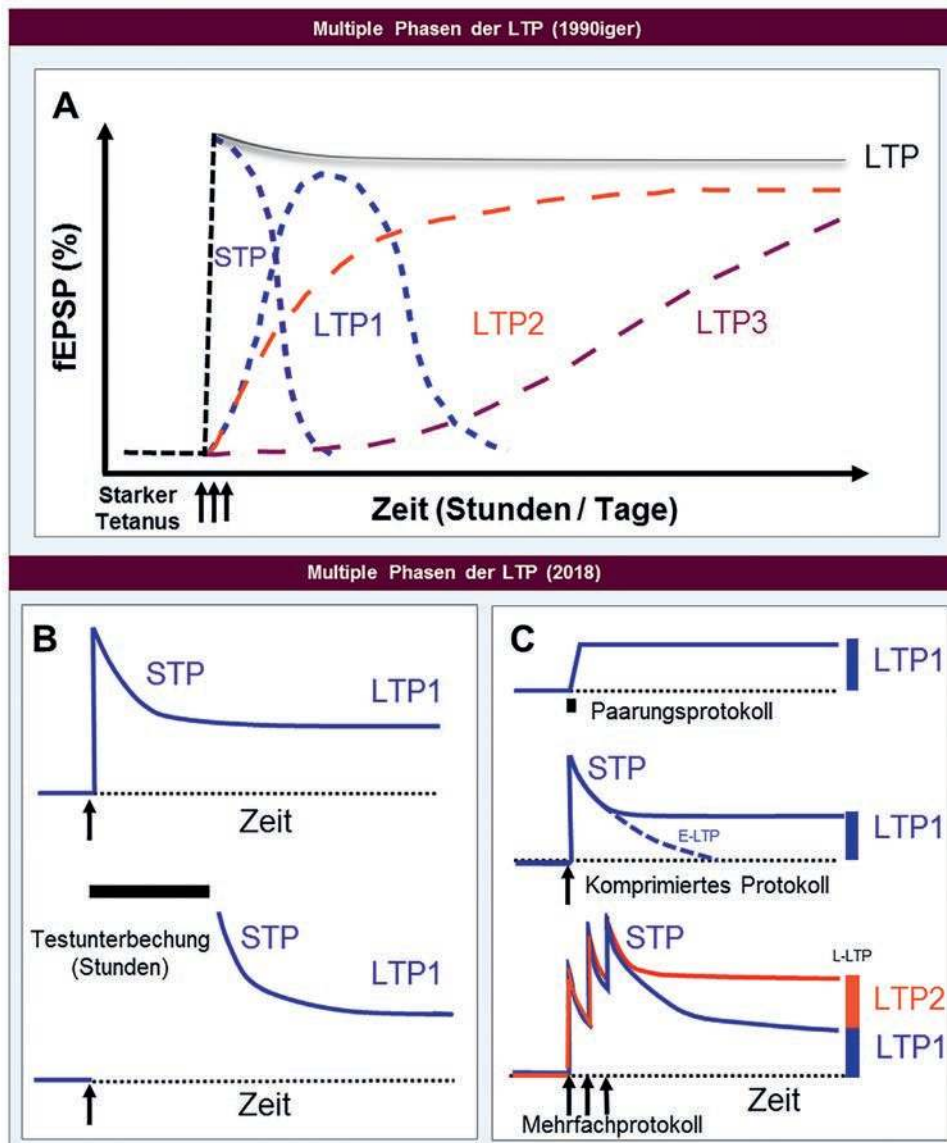 Multiple Phasen der LTP (1990iger)
A
fEPSP (%)
LTP
STP
LTP1
LTP2
LTP3
Starker
Tetanus
Zeit (Stunden / Tage)
Multiple Phasen der LTP (2018)
B
STP
LTP1
Zeit
Testunterbechung
(Stunden)
STP
LTP1
C
LTP1
Paarungsprotokoll
STP
E-LTP
LTP1
Komprimiertes Protokoll
STP
L-LTP
LTP2
LTP1
Zeit
Mehrfachprotokoll